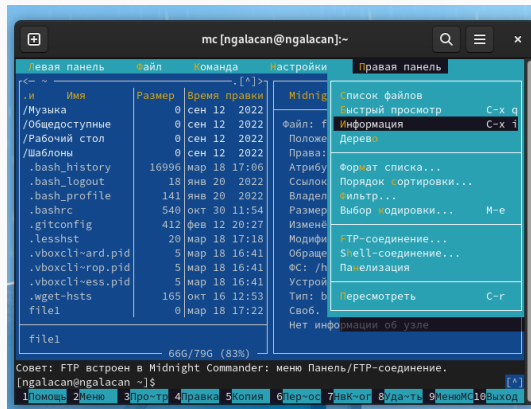 mc [ngalacan@ngalacan]:~
Левая панель Файл Команда Настройки Правая панель
<— ~ .[^]>
.и Имя Размер Время правки
/Музыка 0 сен 12 2022
/Общедоступные 0 сен 12 2022
/Рабочий стол 0 сен 12 2022
/Шаблоны 0 сен 12 2022
.bash_history 16996 мар 18 17:06
.bash_logout 18 янв 20 2022
.bash_profile 141 янв 20 2022
.bashrc 540 окт 30 11:54
.gitconfig 412 фев 12 20:27
.lesshst 20 мар 18 17:18
.vboxcli~ard.pid 5 мар 18 16:41
.vboxcli~rop.pid 5 мар 18 16:41
.vboxcli~ess.pid 5 мар 18 16:41
.wget-hsts 165 окт 16 12:53
file1 0 мар 18 17:22
file1
66G/79G (83%)
Midnig
Файл: f
Положе
Права:
Атрибу
Ссылок
Владел
Размер
Изменё
Модифи
Обраще
ФС: /h
Устрой
Тип: b
Своб.
Нет информации об узле
Список файлов
Быстрый просмотр C-x q
Информация C-x i
Дерево
Формат списка...
Порядок сортировки...
Фильтр...
Выбор кодировки... M-e
FTP-соединение...
Shell-соединение...
Панелизация
Пересмотреть C-r
Совет: FTP встроен в Midnight Commander: меню Панель/FTP-соединение.
[ngalacan@ngalacan ~]$ [^]
1Помощь 2Меню 3Про~тр 4Правка 5Копия 6Пер~ос 7НвК~ог 8Уда~ть 9МенюMC 10Выход